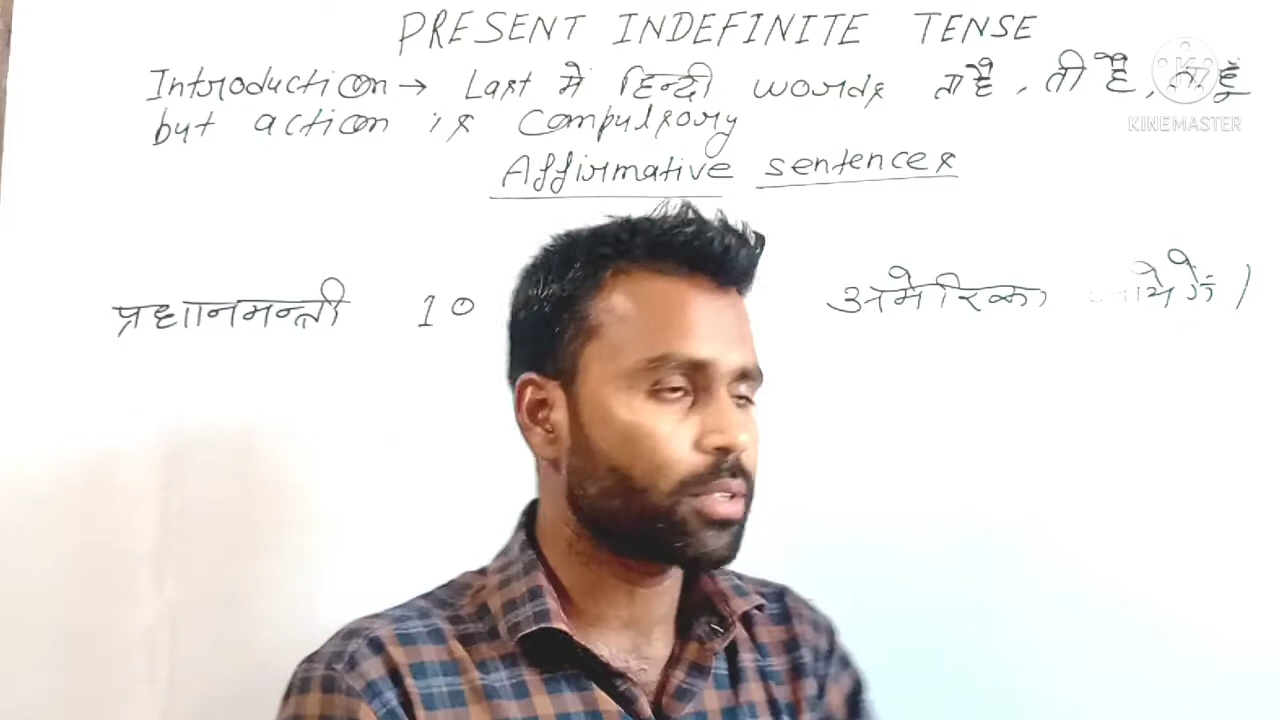 PRESENT INDEFINITE TENSE
Introduction → Last में हिन्दी words ता है, ती है, ता हूँ
KINEMASTER
but action is Compulsory
Affirmative sentences
प्रधानमन्त्री 10 अमेरिका